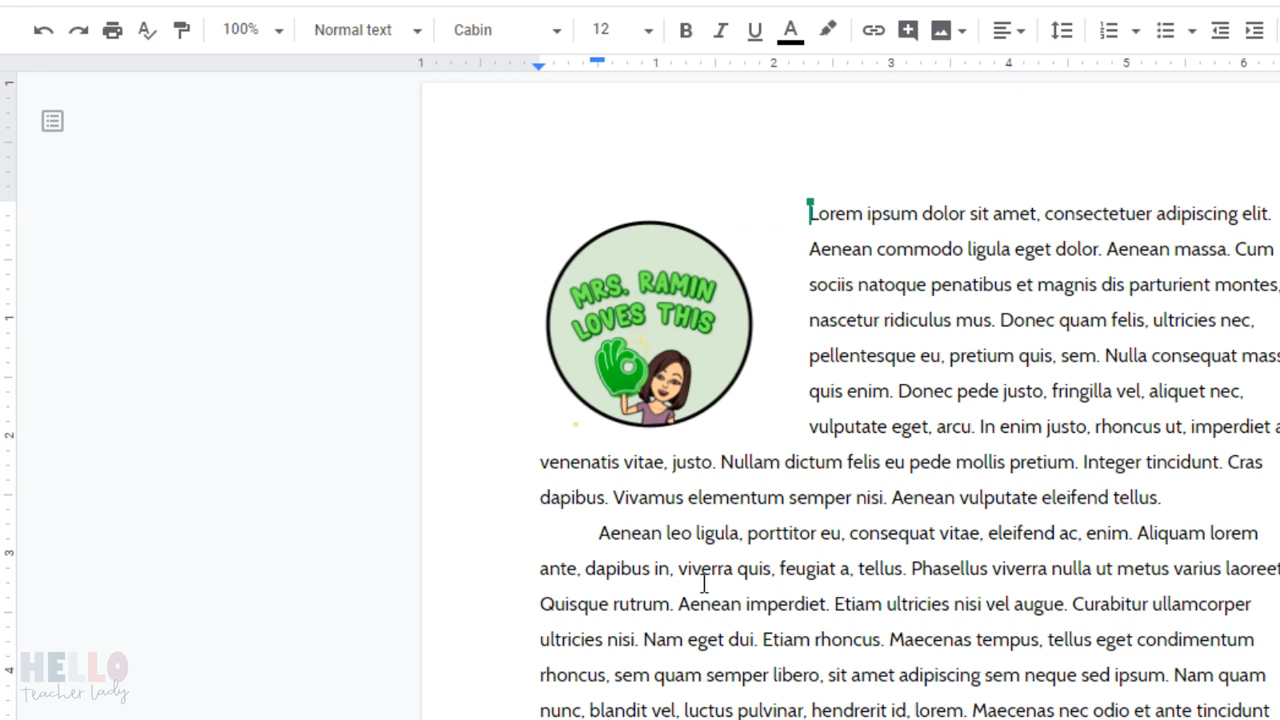 100% Normal text Cabin 12 B I U A
1 1 2 3 4 5 6
1
1
2
3
4
MRS. RAMIN
LOVES THIS
Lorem ipsum dolor sit amet, consectetuer adipiscing elit.
Aenean commodo ligula eget dolor. Aenean massa. Cum
sociis natoque penatibus et magnis dis parturient montes,
nascetur ridiculus mus. Donec quam felis, ultricies nec,
pellentesque eu, pretium quis, sem. Nulla consequat mass
quis enim. Donec pede justo, fringilla vel, aliquet nec,
vulputate eget, arcu. In enim justo, rhoncus ut, imperdiet a
venenatis vitae, justo. Nullam dictum felis eu pede mollis pretium. Integer tincidunt. Cras
dapibus. Vivamus elementum semper nisi. Aenean vulputate eleifend tellus.
Aenean leo ligula, porttitor eu, consequat vitae, eleifend ac, enim. Aliquam lorem
ante, dapibus in, viverra quis, feugiat a, tellus. Phasellus viverra nulla ut metus varius laoreet
Quisque rutrum. Aenean imperdiet. Etiam ultricies nisi vel augue. Curabitur ullamcorper
ultricies nisi. Nam eget dui. Etiam rhoncus. Maecenas tempus, tellus eget condimentum
rhoncus, sem quam semper libero, sit amet adipiscing sem neque sed ipsum. Nam quam
nunc, blandit vel, luctus pulvinar, hendrerit id, lorem. Maecenas nec odio et ante tincidunt
HELLO
teacher lady